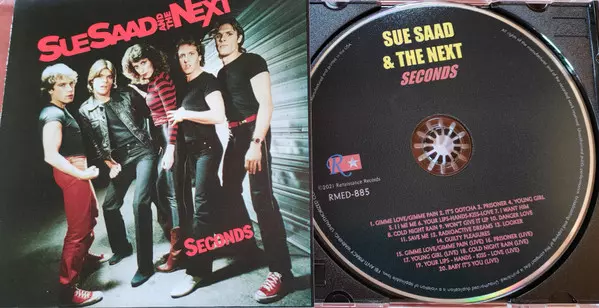 SUE SAAD AND THE NEXT
SECONDS
SUE SAAD
& THE NEXT
SECONDS
R
©2021 Renaissance Records
RMED-885
1. GIMME LOVE/GIMME PAIN 2. IT'S GOTCHA 3. PRISONER 4. YOUNG GIRL
5. I I ME ME 6. YOUR LIPS-HANDS-KISS-LOVE 7. I WANT HIM
8. COLD NIGHT RAIN 9. WON'T GIVE IT UP 10. DANGER LOVE
11. SAVE ME 12. RADIOACTIVE DREAMS 13. LOOKER
14. GUILTY PLEASURES
15. GIMME LOVE/GIMME PAIN (LIVE) 16. PRISONER (LIVE)
17. YOUNG GIRL (LIVE) 18. COLD NIGHT RAIN (LIVE)
19. YOUR LIPS - HANDS - KISS - LOVE (LIVE)
20. BABY IT'S YOU (LIVE)